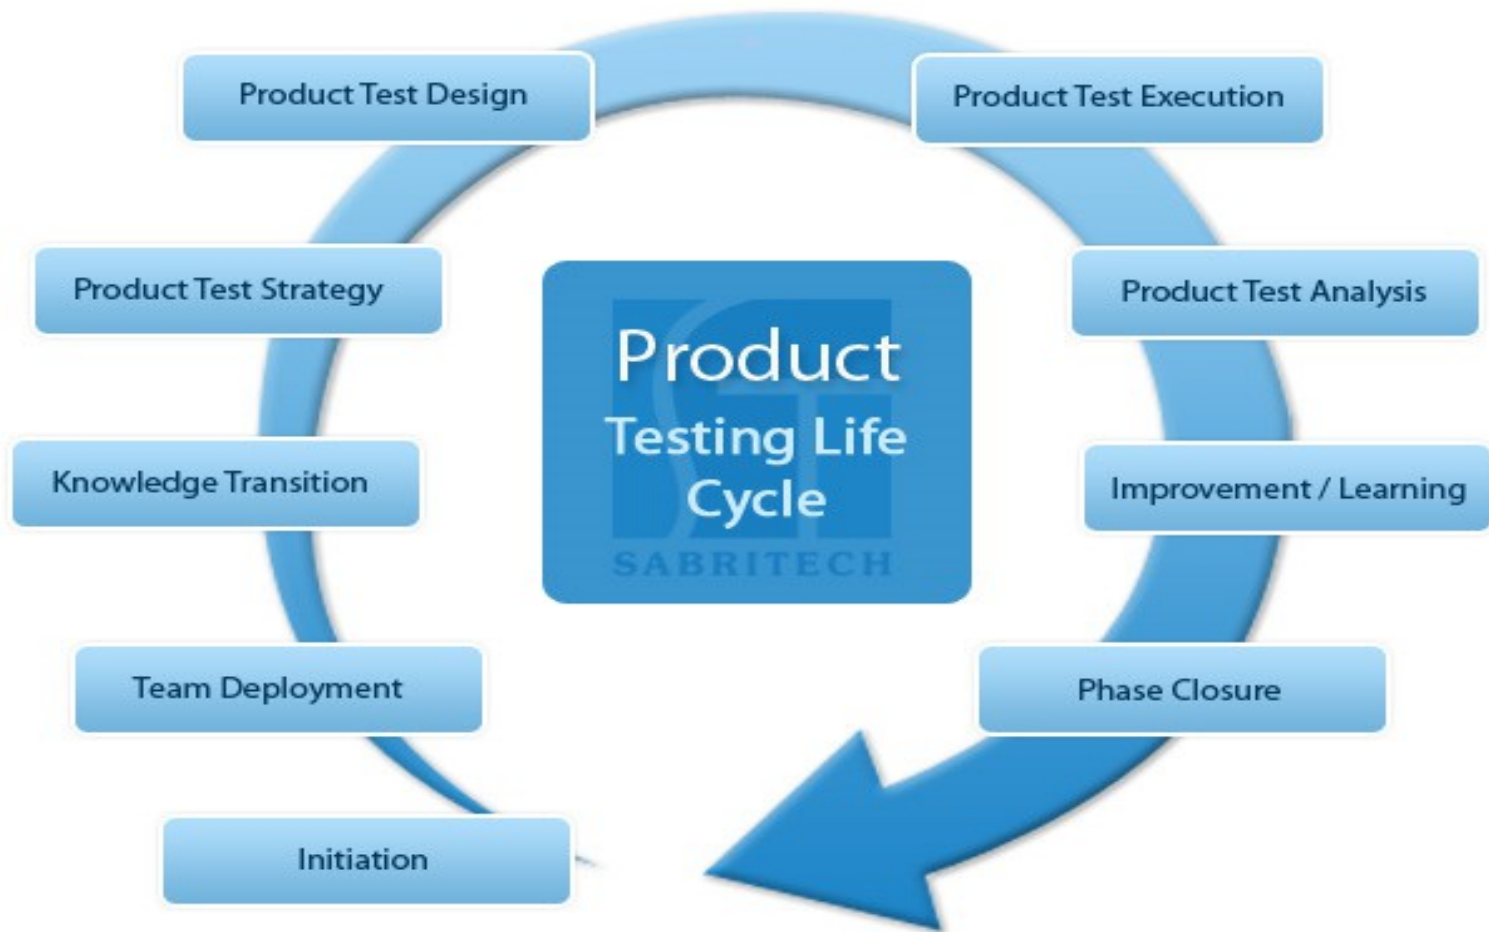 Product Test Design
Product Test Execution
Product Test Strategy
Product Test Analysis
Product
Testing Life
Cycle
SABRITECH
Knowledge Transition
Improvement / Learning
Team Deployment
Phase Closure
Initiation